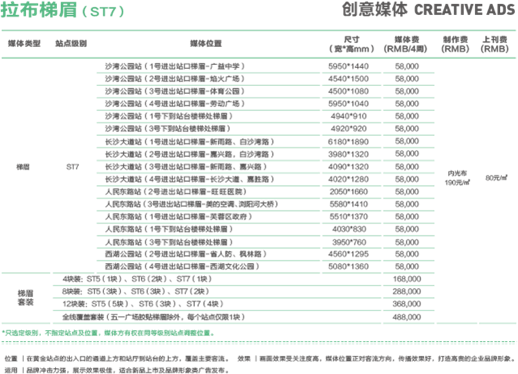 拉布梯眉（ST7） 创意媒体 CREATIVE ADS
媒体类型 站点级别 媒体位置 尺寸（宽*高mm） 媒体费（RMB/4周） 制作费（RMB） 上刊费（RMB）
梯眉 ST7 内光布190元/㎡ 80元/㎡
沙湾公园站（1号进出站口梯眉-广益中学） 5950*1440 58,000
沙湾公园站（2号进出站口梯眉-焰火广场） 4540*1500 58,000
沙湾公园站（3号进出站口梯眉-体育公园） 4500*1080 58,000
沙湾公园站（4号进出站口梯眉-劳动广场） 5950*1040 58,000
沙湾公园站（1号下到站台楼梯处梯眉） 4940*910 58,000
沙湾公园站（3号下到站台楼梯处梯眉） 4920*920 58,000
长沙大道站（1号进出站口梯眉-新雨路、白沙湾路） 6180*1890 58,000
长沙大道站（2号进出站口梯眉-嘉兴路、白沙湾路） 3980*1320 58,000
长沙大道站（3号进出站口梯眉-新雨路、嘉兴路） 4090*1320 58,000
长沙大道站（4号进出站口梯眉-长沙大道、嘉胜路） 4020*1280 58,000
人民东路站（2号进出站口梯眉-旺旺医院） 2050*1660 58,000
人民东路站（3号进出站口梯眉-美的空调、浏阳河大桥） 5580*1410 58,000
人民东路站（1号进出站口梯眉-芙蓉区政府） 5510*1370 58,000
人民东路站（1号下到站台楼梯处梯眉） 4030*830 58,000
人民东路站（3号下到站台楼梯处梯眉） 3950*760 58,000
西湖公园站（2号进出站口梯眉-省人防、枫林路） 4560*1295 58,000
西湖公园站（4号进出站口梯眉-西湖文化公园） 5080*1360 58,000
梯眉套装
4块装：ST5（1块）、ST6（2块）、ST7（1块） 168,000
8块装：ST5（3块）、ST6（3块）、ST7（2块） 288,000
12块装：ST5（5块）、ST6（3块）、ST7（4块） 368,000
全线覆盖套装（五一广场胶贴梯眉除外，每个站点仅限1块） 488,000
*只选定级别，不指定站点及位置，媒体方有权在同等级别站点调整位置。
位置 | 在黄金站点的出入口的通道上方和站厅到站台的上方，覆盖主要客流。 效果 | 画面效果受关注度高，媒体位置正对客流方向，传播效果好，打造高贵的企业品牌形象。
运用 | 品牌冲击力强，展示效果极佳，适合新品上市及品牌形象类广告发布。